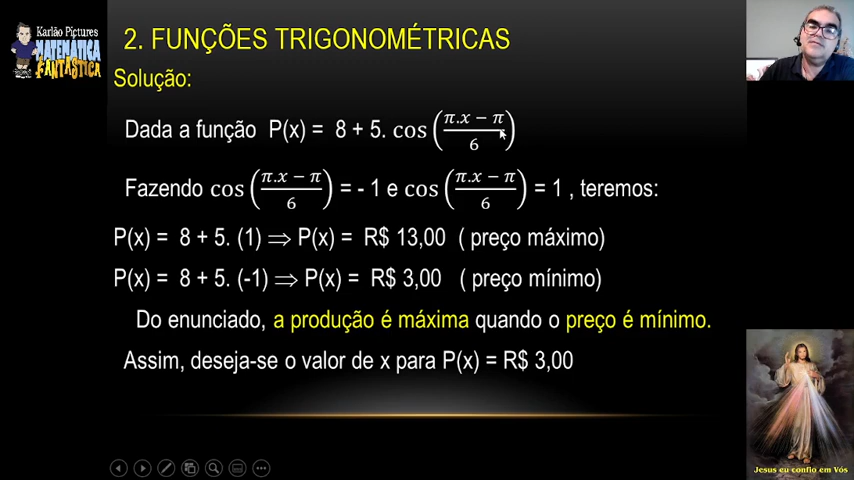 Karlão Pictures
MATEMÁTICA
FANTÁSTICA
2. FUNÇÕES TRIGONOMÉTRICAS
Solução:
Dada a função P(x) = 8 + 5. cos (π.x − π / 6)
Fazendo cos (π.x − π / 6) = - 1 e cos (π.x − π / 6) = 1 , teremos:
P(x) = 8 + 5. (1) ⟹ P(x) = R$ 13,00 ( preço máximo)
P(x) = 8 + 5. (-1) ⟹ P(x) = R$ 3,00 ( preço mínimo)
Do enunciado, a produção é máxima quando o preço é mínimo.
Assim, deseja-se o valor de x para P(x) = R$ 3,00
Jesus eu confio em Vós